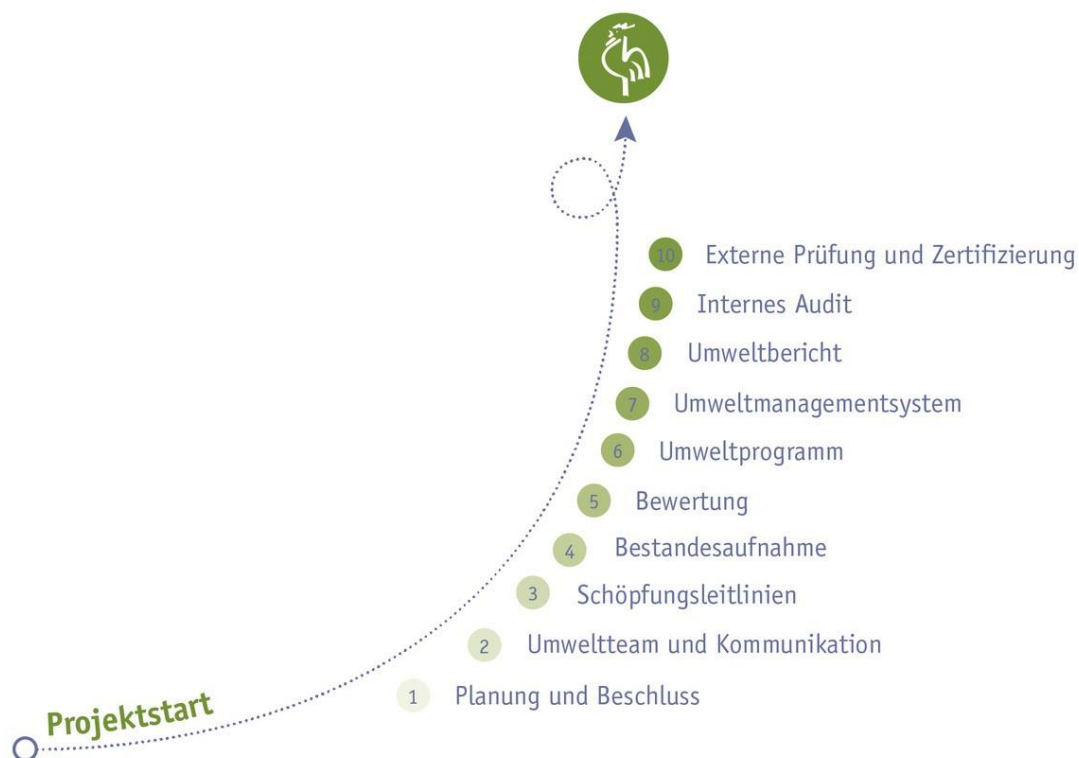 10 Externe Prüfung und Zertifizierung
9 Internes Audit
8 Umweltbericht
7 Umweltmanagementsystem
6 Umweltprogramm
5 Bewertung
4 Bestandesaufnahme
3 Schöpfungsleitlinien
2 Umweltteam und Kommunikation
1 Planung und Beschluss
Projektstart